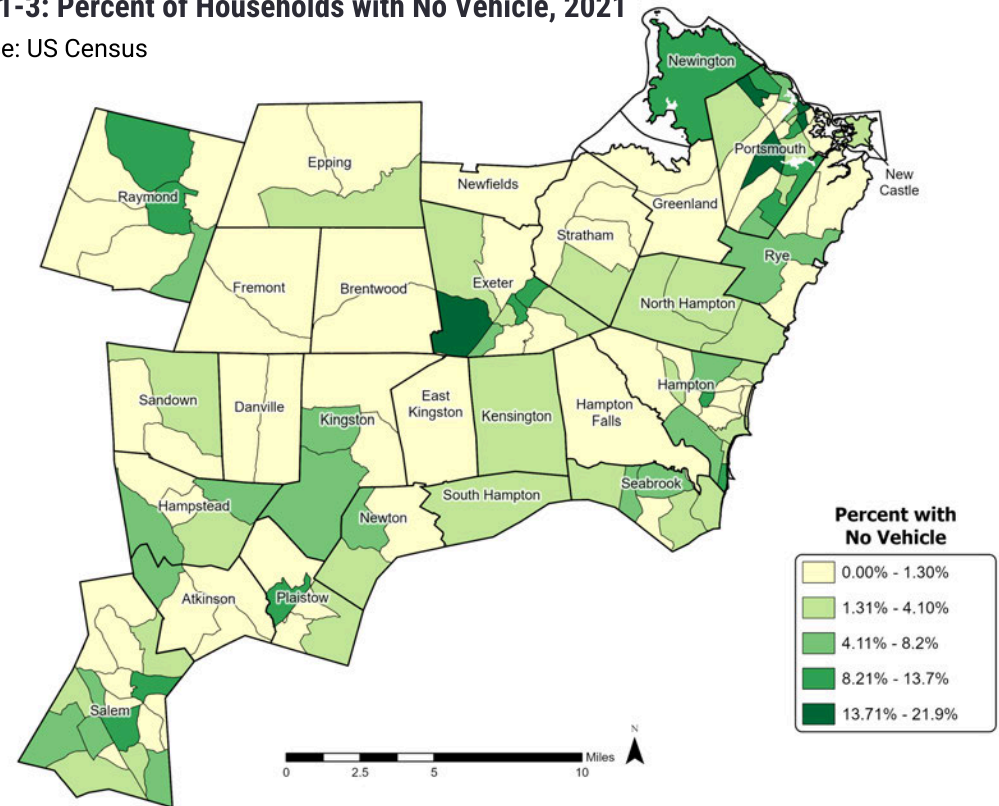 1-3: Percent of Households with No Vehicle, 2021
e: US Census
Newington
Epping
Portsmouth
Raymond
Newfields
New
Castle
Greenland
Stratham
Rye
Exeter
Fremont
Brentwood
North Hampton
Hampton
Sandown
Danville
East
Kingston
Kingston
Kensington
Hampton
Falls
Seabrook
South Hampton
Hampstead
Newton
Atkinson
Plaistow
Salem
Percent with
No Vehicle
0.00% - 1.30%
1.31% - 4.10%
4.11% - 8.2%
8.21% - 13.7%
13.71% - 21.9%
N
Miles
0 2.5 5 10